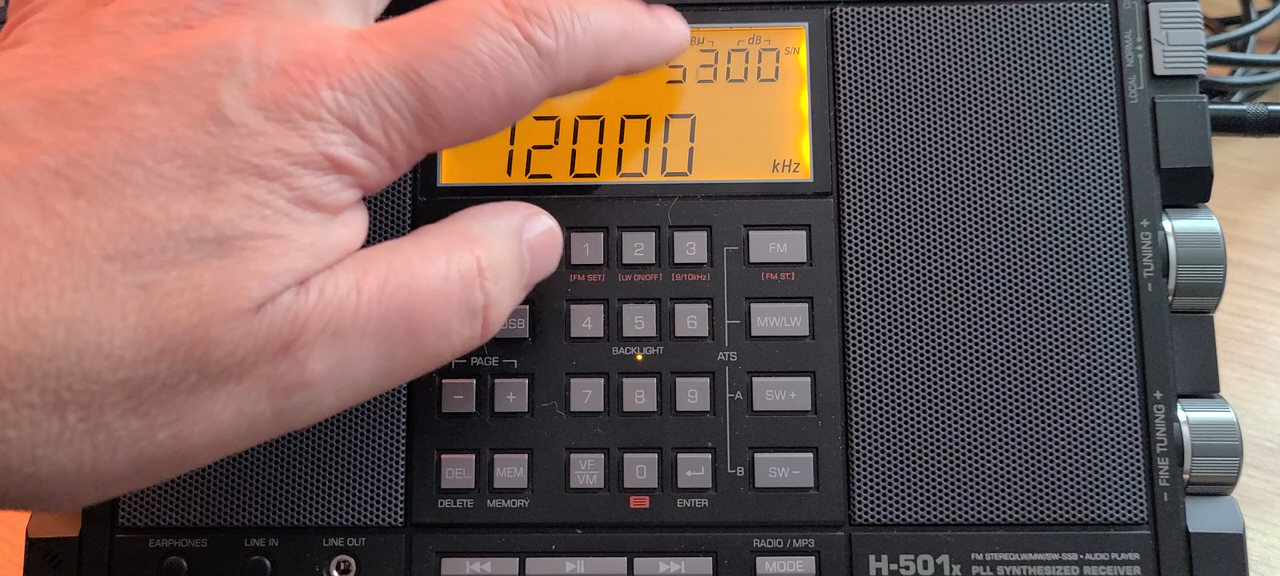 Bµ dB S/N
5300
12000
kHz
LOCAL NORMAL
1 2 3 FM
[FM SET] [LW ON/OFF] [9/10kHz] [FM ST.]
- TUNING +
4 5 6 MW/LW
BACKLIGHT
PAGE ATS
- + 7 8 9 A SW +
DEL. MEM. VF/VM 0 B SW -
DELETE MEMORY ENTER
- FINE TUNING +
EARPHONES LINE IN LINE OUT RADIO / MP3
MODE
H-501x
FM STEREO/LW/MW/SW-SSB • AUDIO PLAYER
PLL SYNTHESIZED RECEIVER